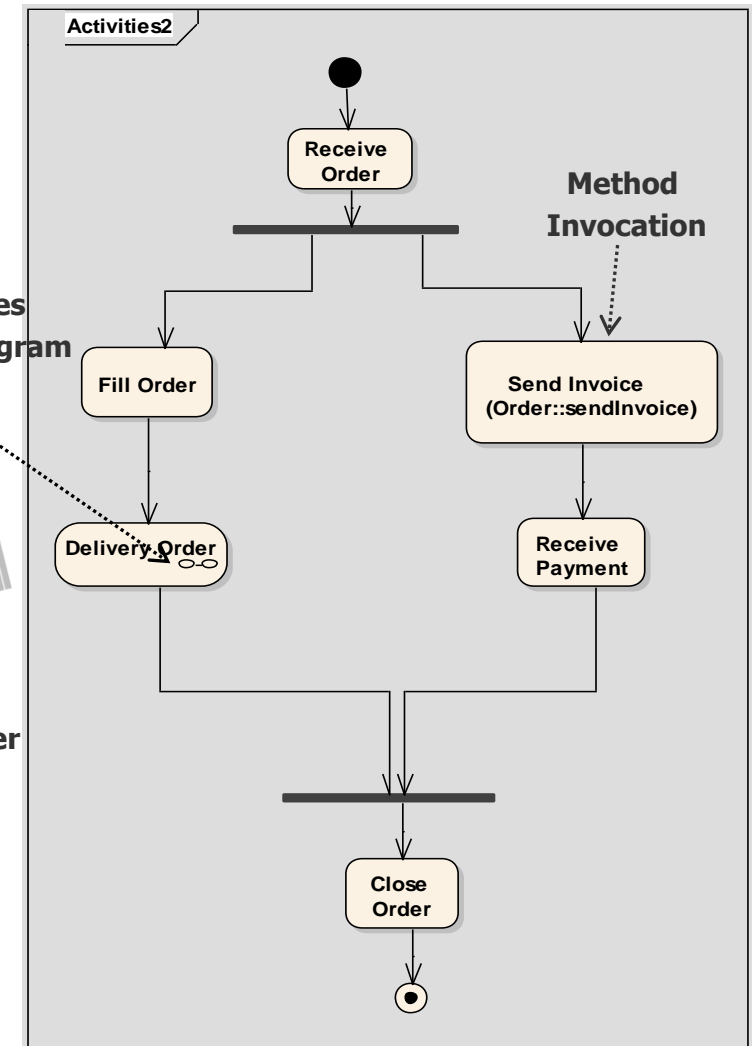 Activities2
Receive
Order
Method
Invocation
es
gram
Fill Order
Send Invoice
(Order::sendInvoice)
Delivery Order
Receive
Payment
er
Close
Order